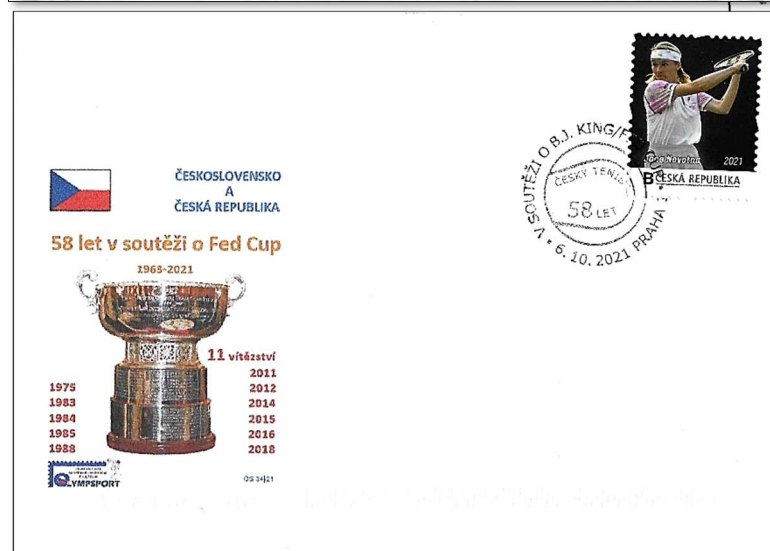 ČESKOSLOVENSKO
A
ČESKÁ REPUBLIKA
58 let v soutěži o Fed Cup
1963-2021
11 vítězství
1975
1983
1984
1985
1988
2011
2012
2014
2015
2016
2018
OLYMPSPORT
OS 34|21
V SOUTĚŽI O B.J. KING/F
ČESKÝ TENIS
58 LET
6. 10. 2021 PRAHA
Jana Novotná 2021
B ČESKÁ REPUBLIKA